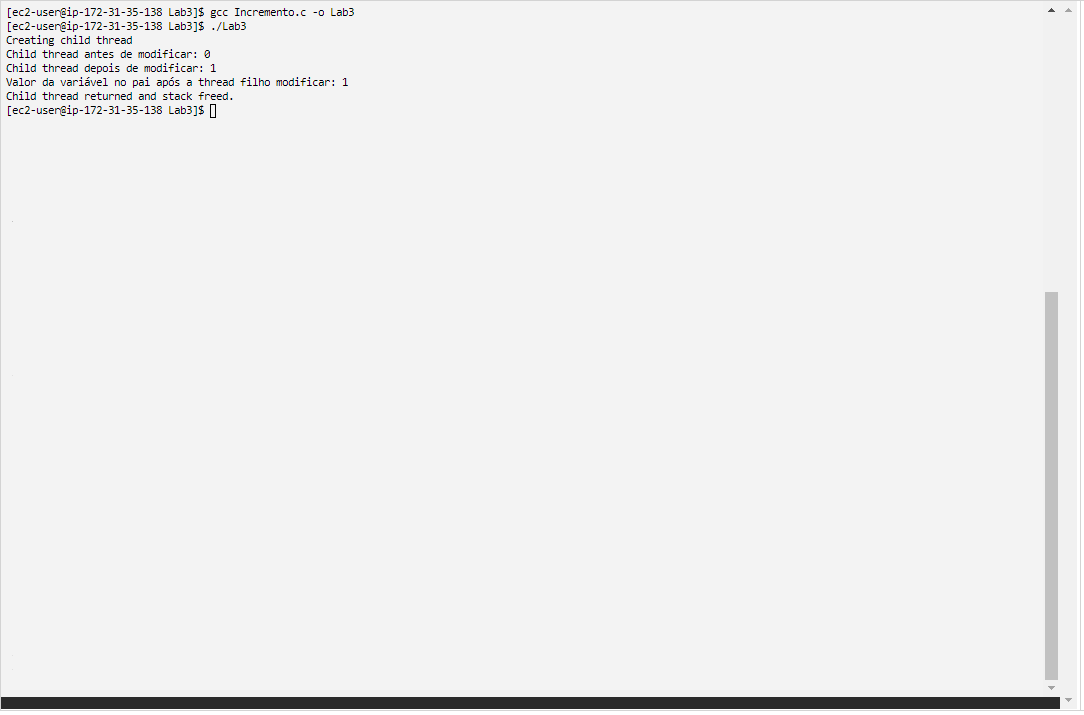 [ec2-user@ip-172-31-35-138 Lab3]$ gcc Incremento.c -o Lab3
[ec2-user@ip-172-31-35-138 Lab3]$ ./Lab3
Creating child thread
Child thread antes de modificar: 0
Child thread depois de modificar: 1
Valor da variável no pai após a thread filho modificar: 1
Child thread returned and stack freed.
[ec2-user@ip-172-31-35-138 Lab3]$